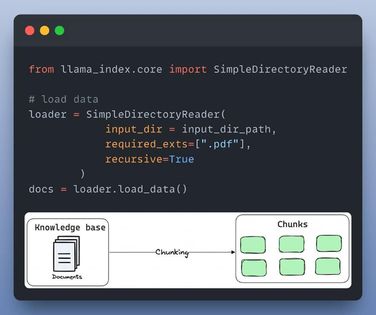 from llama_index.core import SimpleDirectoryReader
# load data
loader = SimpleDirectoryReader(
input_dir = input_dir_path,
required_exts=[".pdf"],
recursive=True
)
docs = loader.load_data()
Knowledge base
Documents
Chunking
Chunks